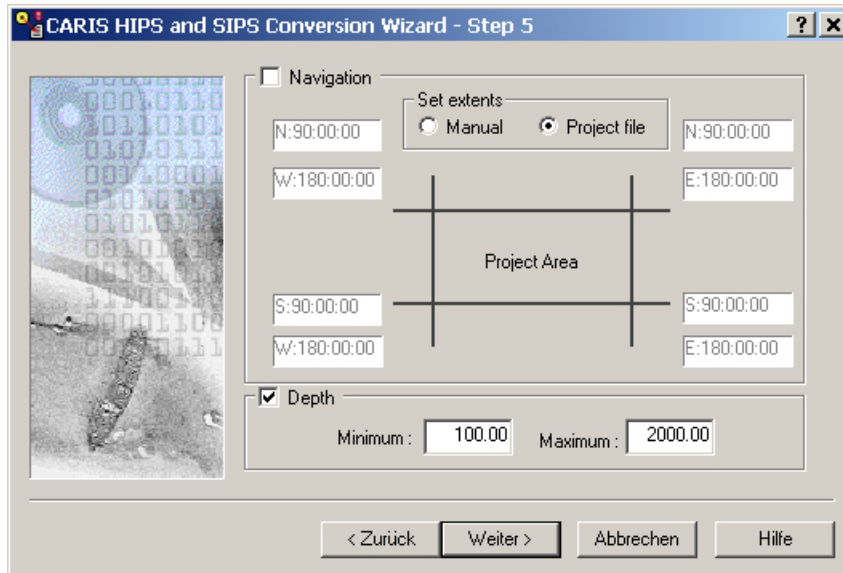 CARIS HIPS and SIPS Conversion Wizard - Step 5
Navigation
Set extents
Manual Project file
N:90:00:00 N:90:00:00
W:180:00:00 E:180:00:00
Project Area
S:90:00:00 S:90:00:00
W:180:00:00 E:180:00:00
Depth
Minimum : 100.00 Maximum : 2000.00
< Zurück Weiter > Abbrechen Hilfe